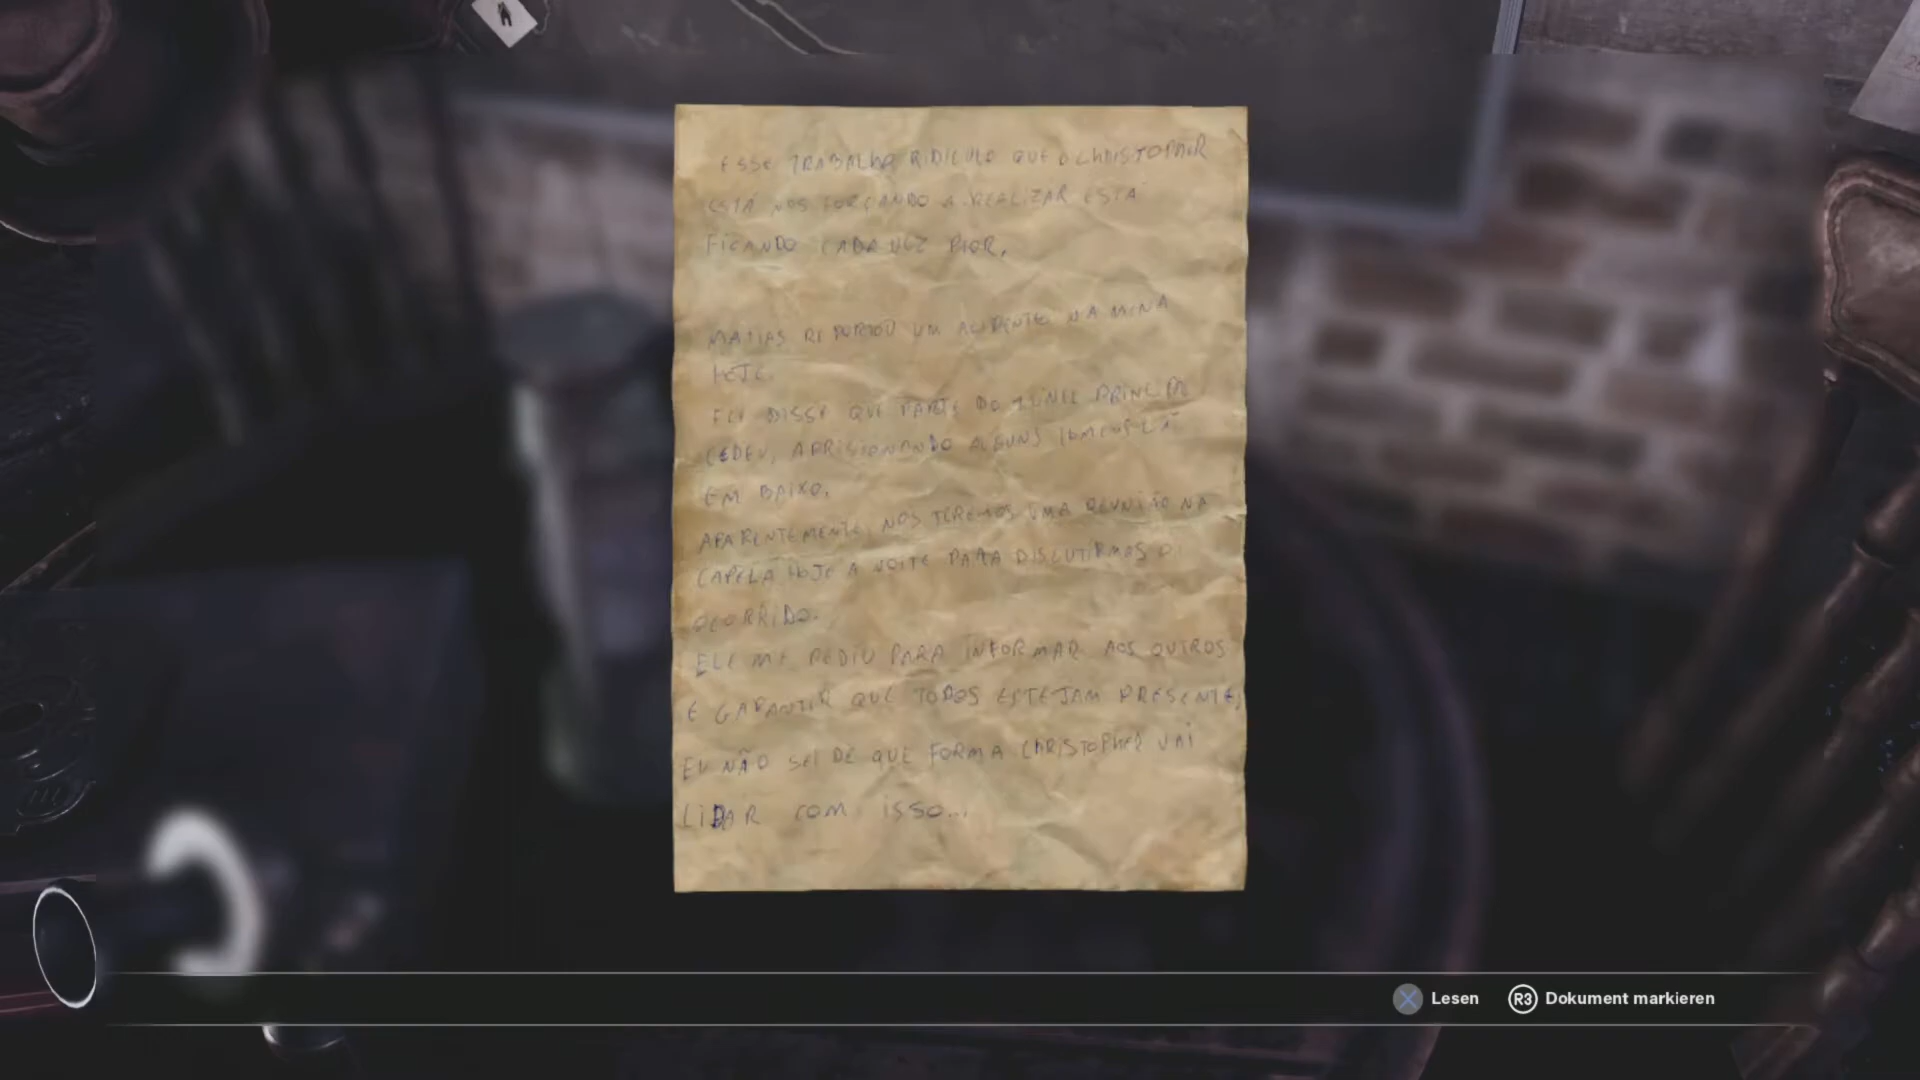 ESSE TRABALHO RIDICULO QUE O CHRISTOPHER
ESTÁ NOS FORÇANDO A REALIZAR ESTÁ
FICANDO CADA VEZ PIOR.
MATIAS REPORTOU UM ACIDENTE NA MINA
HOJE.
ELE DISSE QUE PARTE DO TÚNEL PRINCIPAL
CEDEU, APRISIONANDO ALGUNS HOMENS LÁ
EM BAIXO.
APARENTEMENTE, NOS TEREMOS UMA REUNIÃO NA
CAPELA HOJE A NOITE PARA DISCUTIRMOS O
OCORRIDO.
ELE ME PEDIU PARA INFORMAR AOS OUTROS
E GARANTIR QUE TODOS ESTEJAM PRESENTES
EU NÃO SEI DE QUE FORMA CHRISTOPHER VAI
LIDAR COM ISSO...
Lesen
R3 Dokument markieren